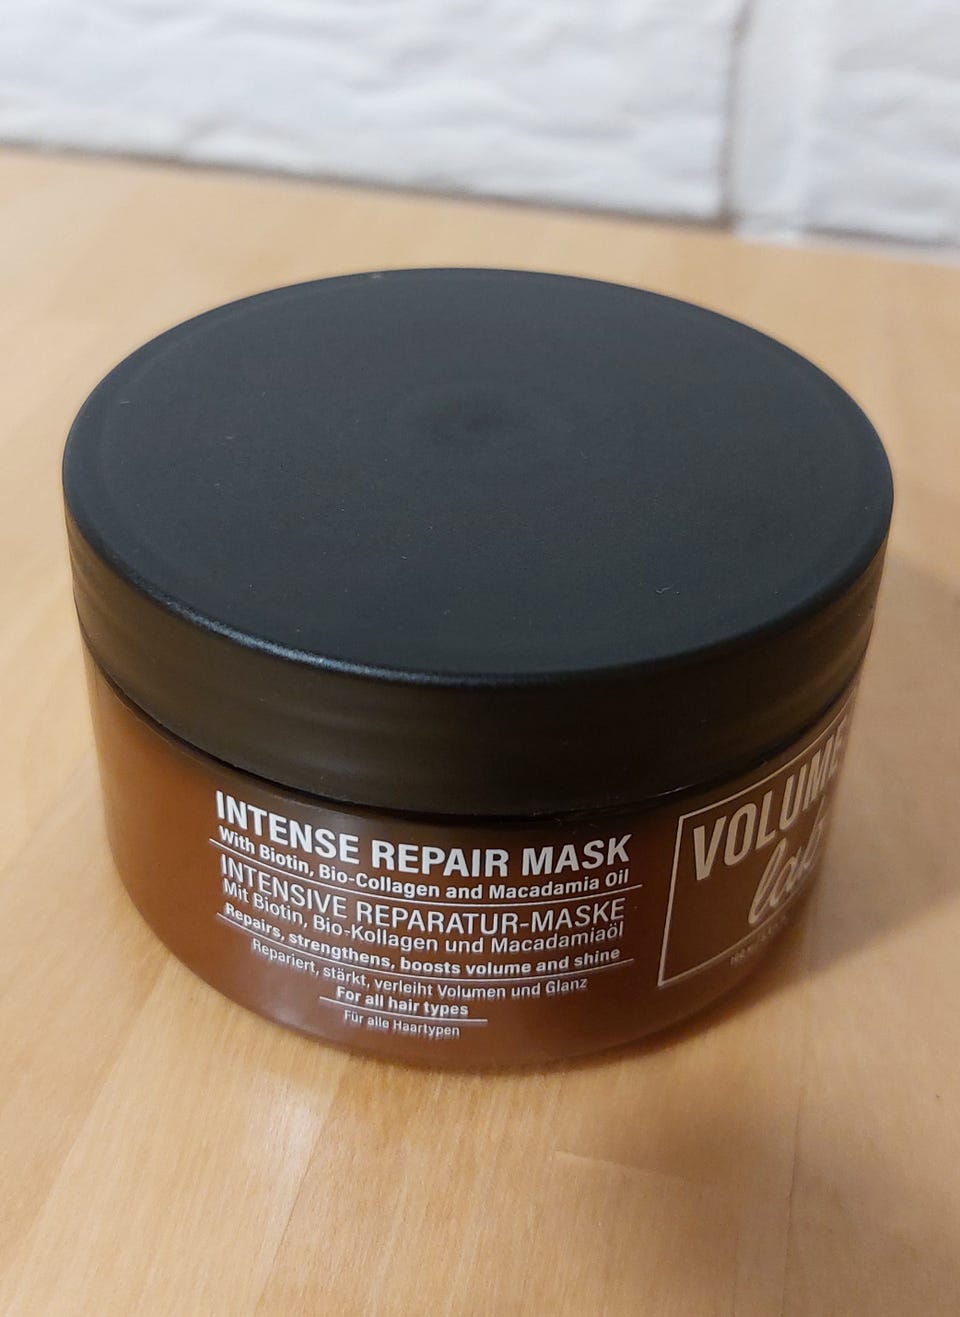 INTENSE REPAIR MASK
With Biotin, Bio-Collagen and Macadamia Oil
INTENSIVE REPARATUR-MASKE
Mit Biotin, Bio-Kollagen und Macadamiaöl
Repairs, strengthens, boosts volume and shine
Repariert, stärkt, verleiht Volumen und Glanz
For all hair types
Für alle Haartypen
VOLUME
lab